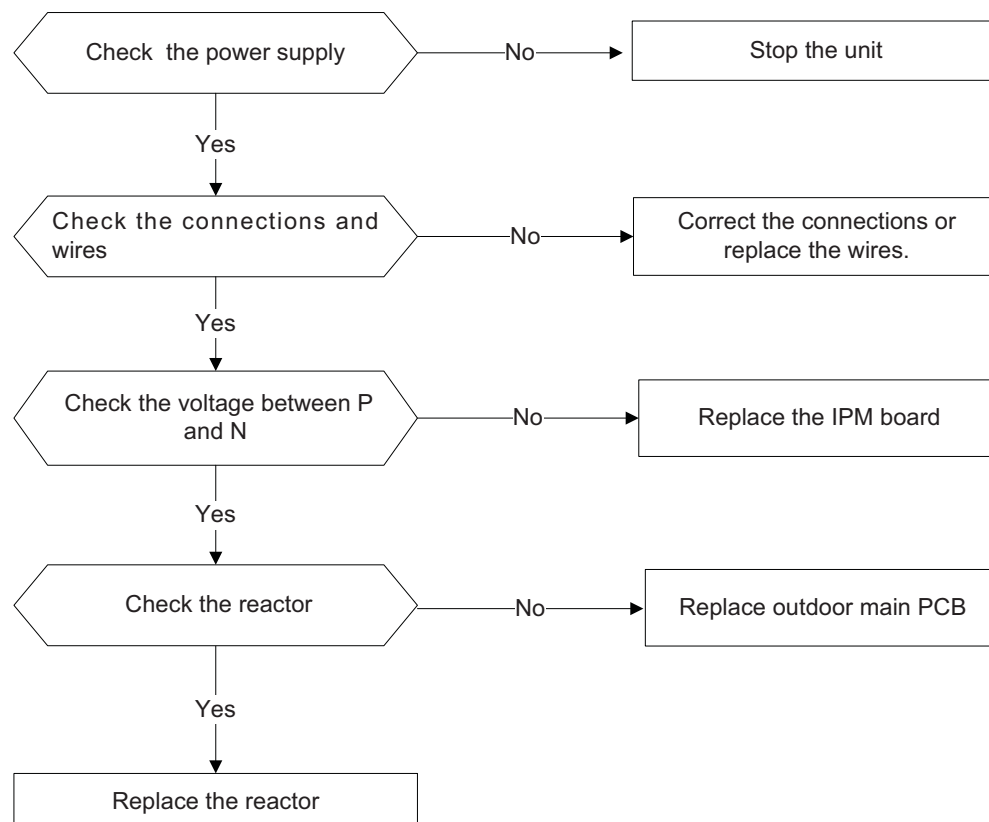 Check the power supply
No
Stop the unit
Yes
Check the connections and
wires
No
Correct the connections or
replace the wires.
Yes
Check the voltage between P
and N
No
Replace the IPM board
Yes
Check the reactor
No
Replace outdoor main PCB
Yes
Replace the reactor